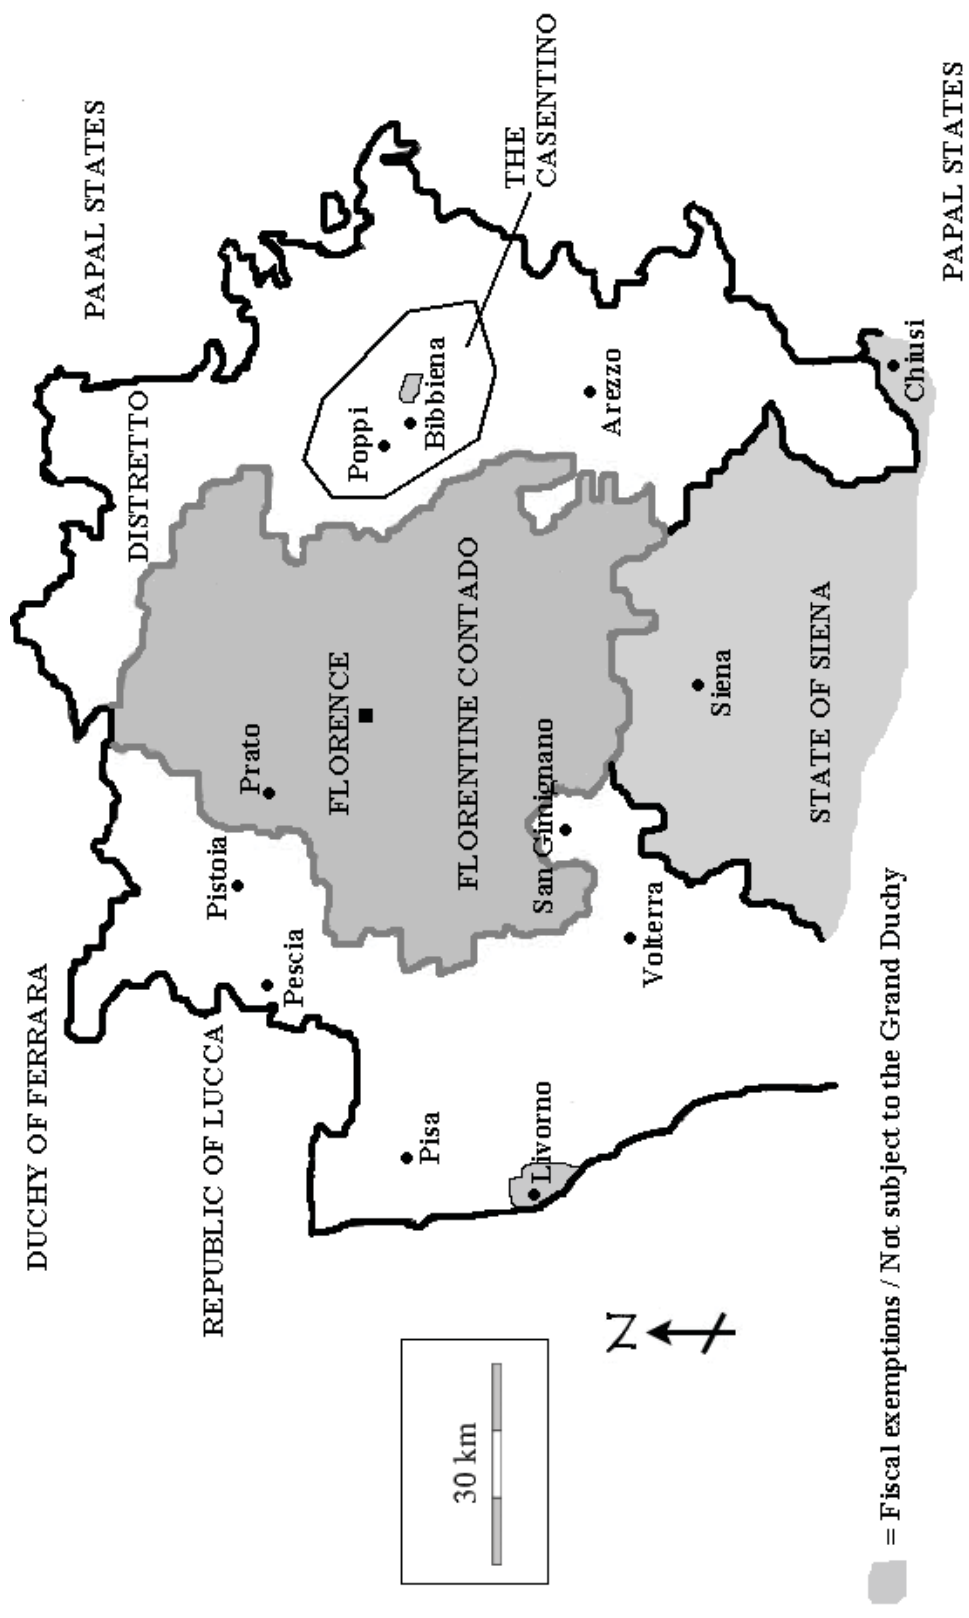 DUCHY OF FERRARA
PAPAL STATES
DISTRETTO
REPUBLIC OF LUCCA
Pistoia
Prato
Pescia
FLORENCE
Poppi
Pisa
Bibbiena
30 km
FLORENTINE CONTADO
THE
CASENTINO
Livorno
San Gimignano
Arezzo
N
Volterra
Siena
STATE OF SIENA
= Fiscal exemptions / Not subject to the Grand Duchy
Chiusi
PAPAL STATES